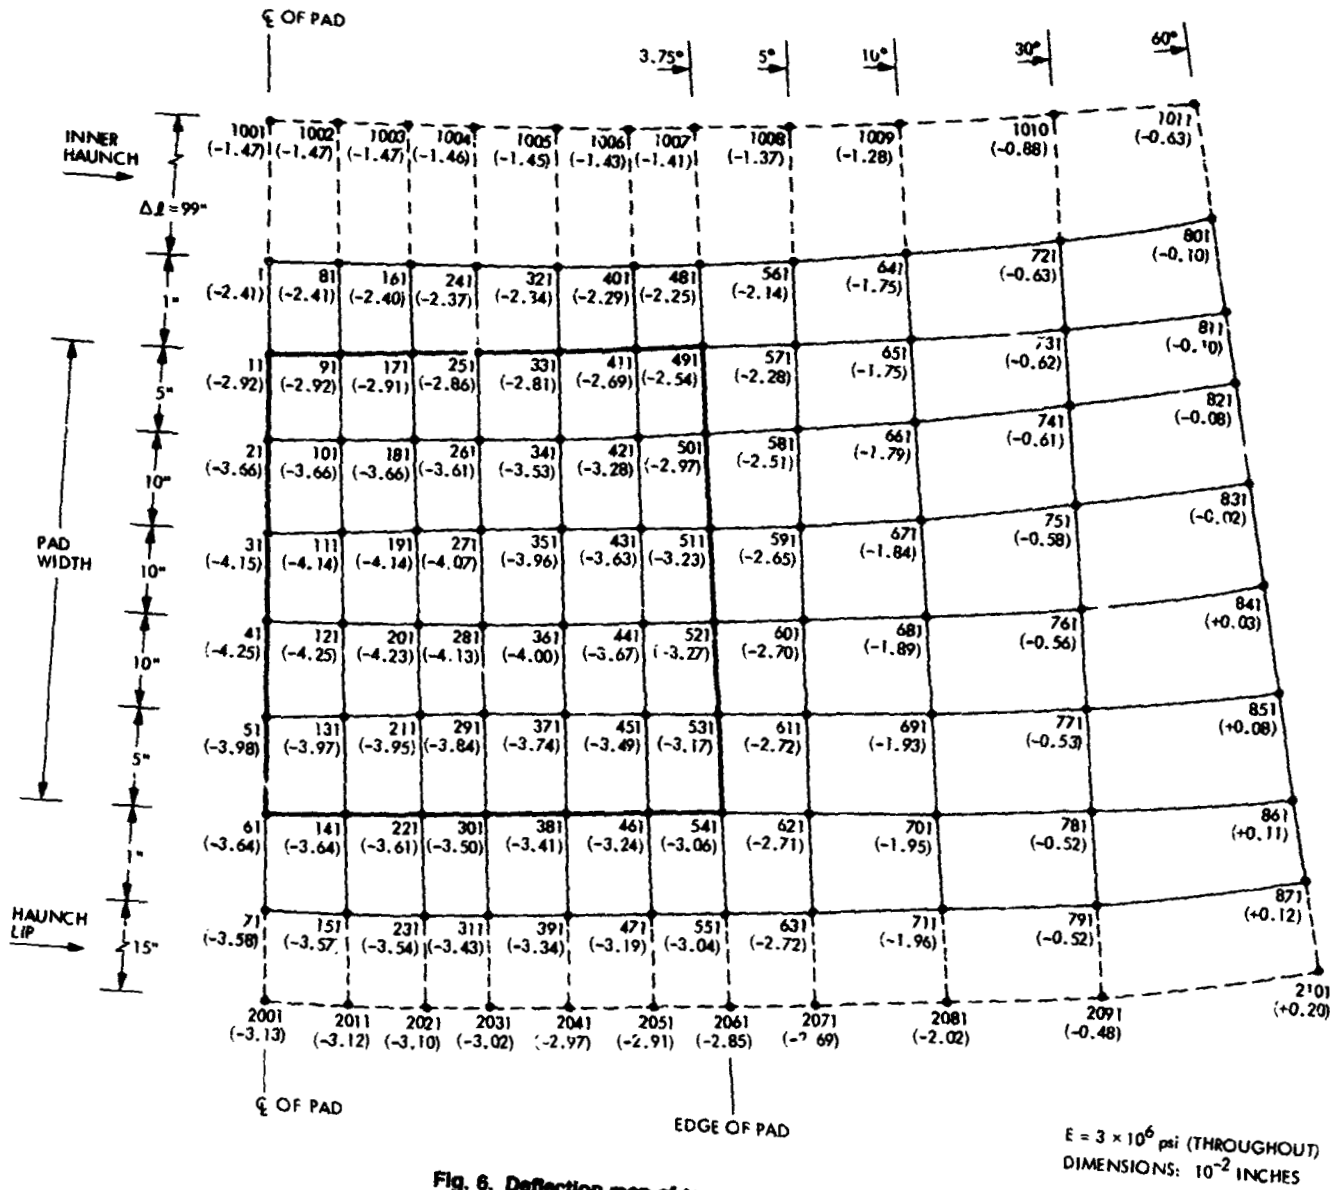 ℄ OF PAD
3.75° 5° 10° 30° 60°
INNER HAUNCH
1001 1002 1003 1004 1005 1006 1007 1008 1009 1010 1011
(-1.47) (-1.47) (-1.47) (-1.46) (-1.45) (-1.43) (-1.41) (-1.37) (-1.28) (-0.88) (-0.63)
Δℓ = 99"
1 81 161 241 321 401 481 561 641 721 801
(-2.41) (-2.41) (-2.40) (-2.37) (-2.34) (-2.29) (-2.25) (-2.14) (-1.75) (-0.63) (-0.10)
1"
11 91 171 251 331 411 491 571 651 731 811
(-2.92) (-2.92) (-2.91) (-2.86) (-2.81) (-2.69) (-2.54) (-2.28) (-1.75) (-0.62) (-0.10)
5"
21 101 181 261 341 421 501 581 661 741 821
(-3.66) (-3.66) (-3.66) (-3.61) (-3.53) (-3.28) (-2.97) (-2.51) (-1.79) (-0.61) (-0.08)
10"
PAD WIDTH
31 111 191 271 351 431 511 591 671 751 831
(-4.15) (-4.14) (-4.14) (-4.07) (-3.96) (-3.63) (-3.23) (-2.65) (-1.84) (-0.58) (-0.02)
10"
41 121 201 281 361 441 521 601 681 761 841
(-4.25) (-4.25) (-4.23) (-4.13) (-4.00) (-3.67) (-3.27) (-2.70) (-1.89) (-0.56) (+0.03)
10"
51 131 211 291 371 451 531 611 691 771 851
(-3.98) (-3.97) (-3.95) (-3.84) (-3.74) (-3.49) (-3.17) (-2.72) (-1.93) (-0.53) (+0.08)
5"
61 141 221 301 381 461 541 621 701 781 861
(-3.64) (-3.64) (-3.61) (-3.50) (-3.41) (-3.24) (-3.06) (-2.71) (-1.95) (-0.52) (+0.11)
1"
HAUNCH LIP
71 151 231 311 391 471 551 631 711 791 871
(-3.58) (-3.57) (-3.54) (-3.43) (-3.34) (-3.19) (-3.04) (-2.72) (-1.96) (-0.52) (+0.12)
15"
2001 2011 2021 2031 2041 2051 2061 2071 2081 2091 2101
(-3.13) (-3.12) (-3.10) (-3.02) (-2.97) (-2.91) (-2.85) (-2.69) (-2.02) (-0.48) (+0.20)
℄ OF PAD
EDGE OF PAD
E = 3 × 10⁶ psi (THROUGHOUT)
DIMENSIONS: 10⁻² INCHES
Fig. 6. Deflection map of